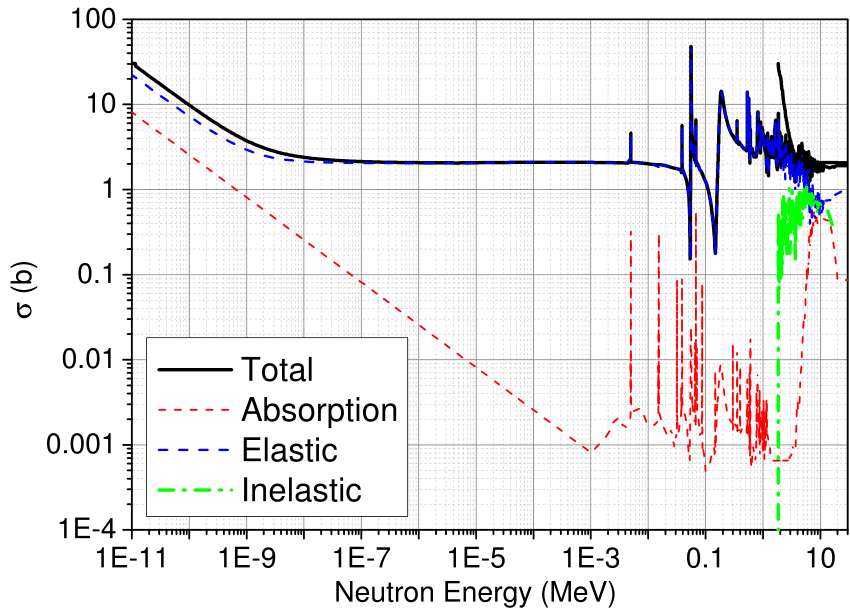 100
10
1
0.1
0.01
0.001
1E-4
σ (b)
Total
Absorption
Elastic
Inelastic
1E-11 1E-9 1E-7 1E-5 1E-3 0.1 10
Neutron Energy (MeV)